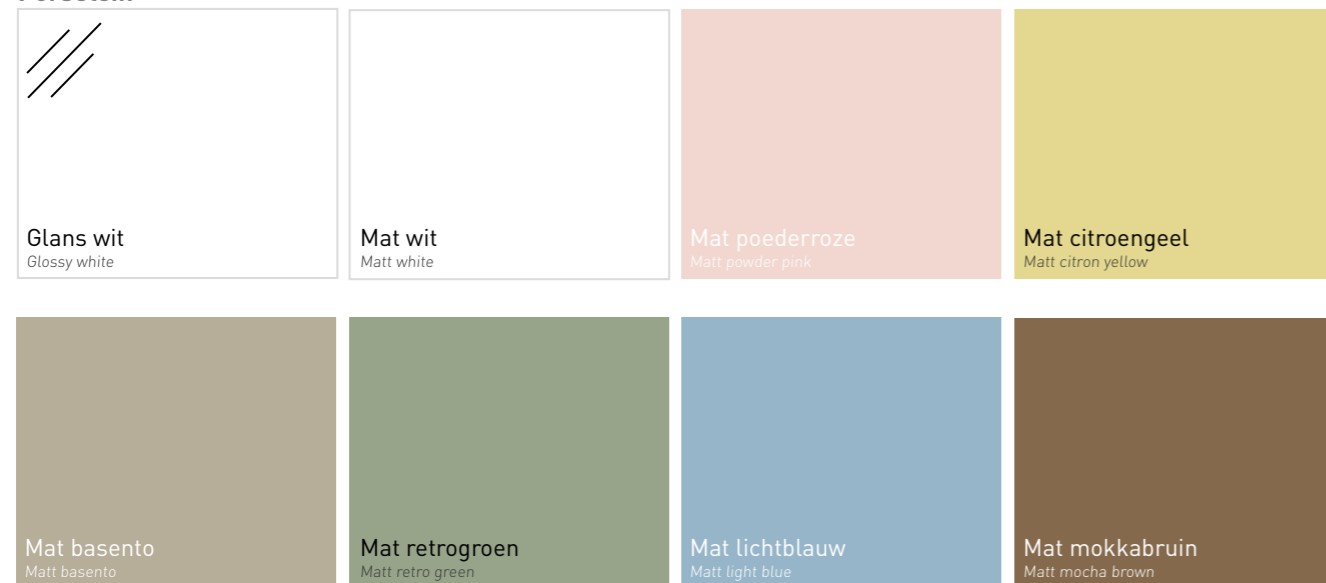 Glans wit
Glossy white
Mat wit
Matt white
Mat poederroze
Matt powder pink
Mat citroengeel
Matt citron yellow
Mat basento
Matt basento
Mat retrogroen
Matt retro green
Mat lichtblauw
Matt light blue
Mat mokkabruin
Matt mocha brown